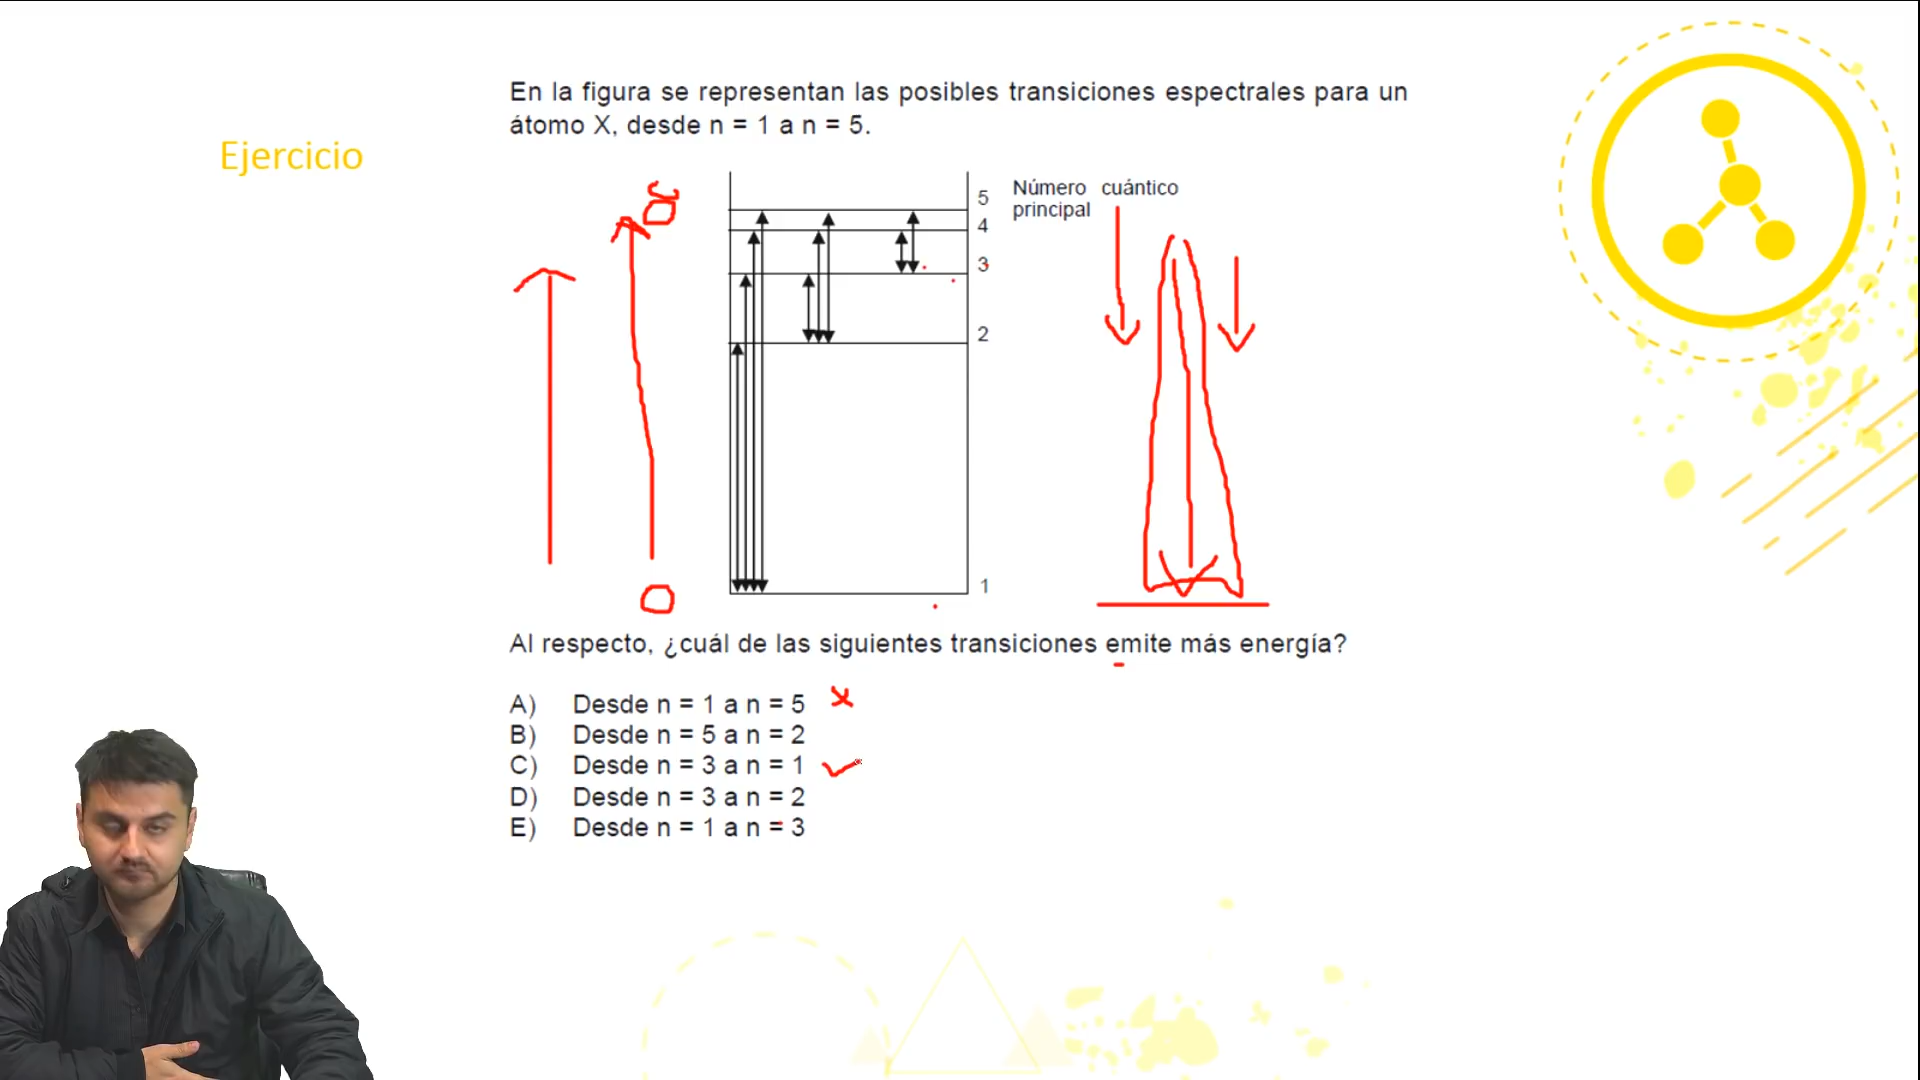 En la figura se representan las posibles transiciones espectrales para un
átomo X, desde n = 1 a n = 5.
Ejercicio
5
4
3
2
1
Número cuántico
principal
Al respecto, ¿cuál de las siguientes transiciones emite más energía?
A) Desde n = 1 a n = 5
B) Desde n = 5 a n = 2
C) Desde n = 3 a n = 1
D) Desde n = 3 a n = 2
E) Desde n = 1 a n = 3